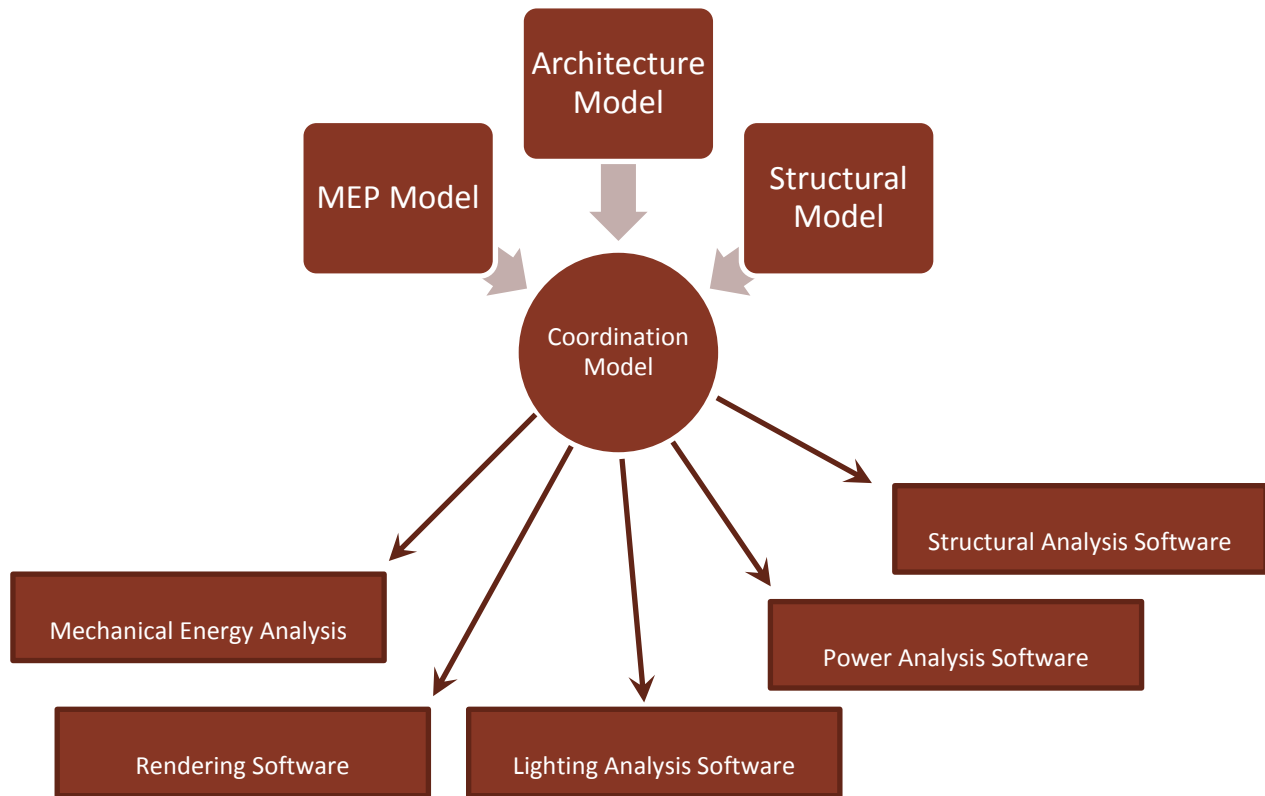 Architecture
Model
MEP Model
Structural
Model
Coordination
Model
Structural Analysis Software
Mechanical Energy Analysis
Power Analysis Software
Rendering Software
Lighting Analysis Software